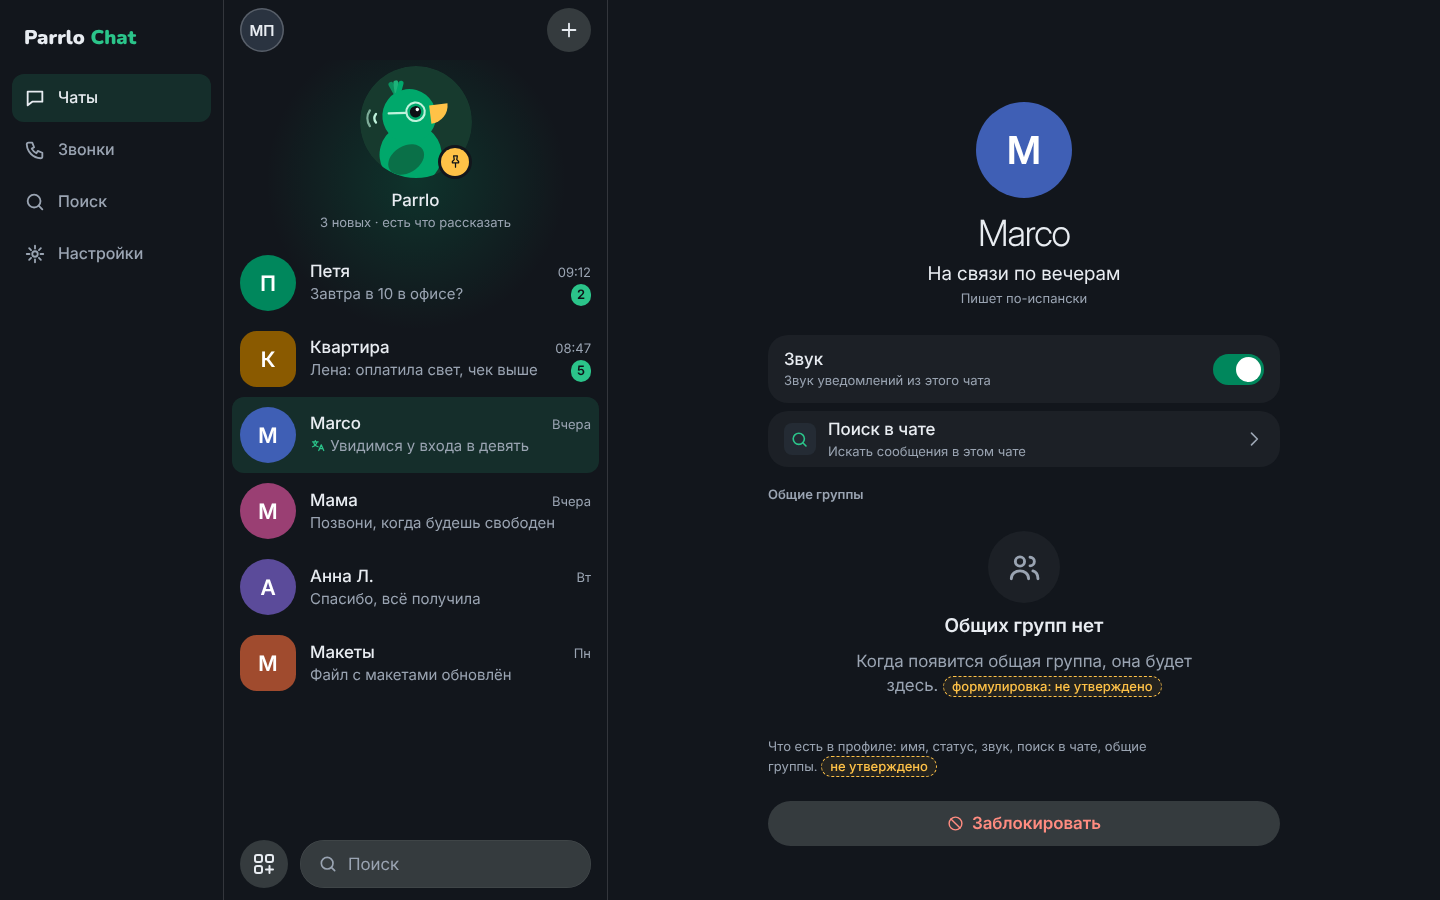 Parrlo Chat
Чаты
Звонки
Поиск
Настройки
МП
Parrlo
3 новых · есть что рассказать
П
Петя
09:12
Завтра в 10 в офисе?
2
К
Квартира
08:47
Лена: оплатила свет, чек выше
5
M
Marco
Вчера
Увидимся у входа в девять
М
Мама
Вчера
Позвони, когда будешь свободен
А
Анна Л.
Вт
Спасибо, всё получила
М
Макеты
Пн
Файл с макетами обновлён
Поиск
M
Marco
На связи по вечерам
Пишет по-испански
Звук
Звук уведомлений из этого чата
Поиск в чате
Искать сообщения в этом чате
Общие группы
Общих групп нет
Когда появится общая группа, она будет
здесь. формулировка: не утверждено
Что есть в профиле: имя, статус, звук, поиск в чате, общие
группы. не утверждено
Заблокировать